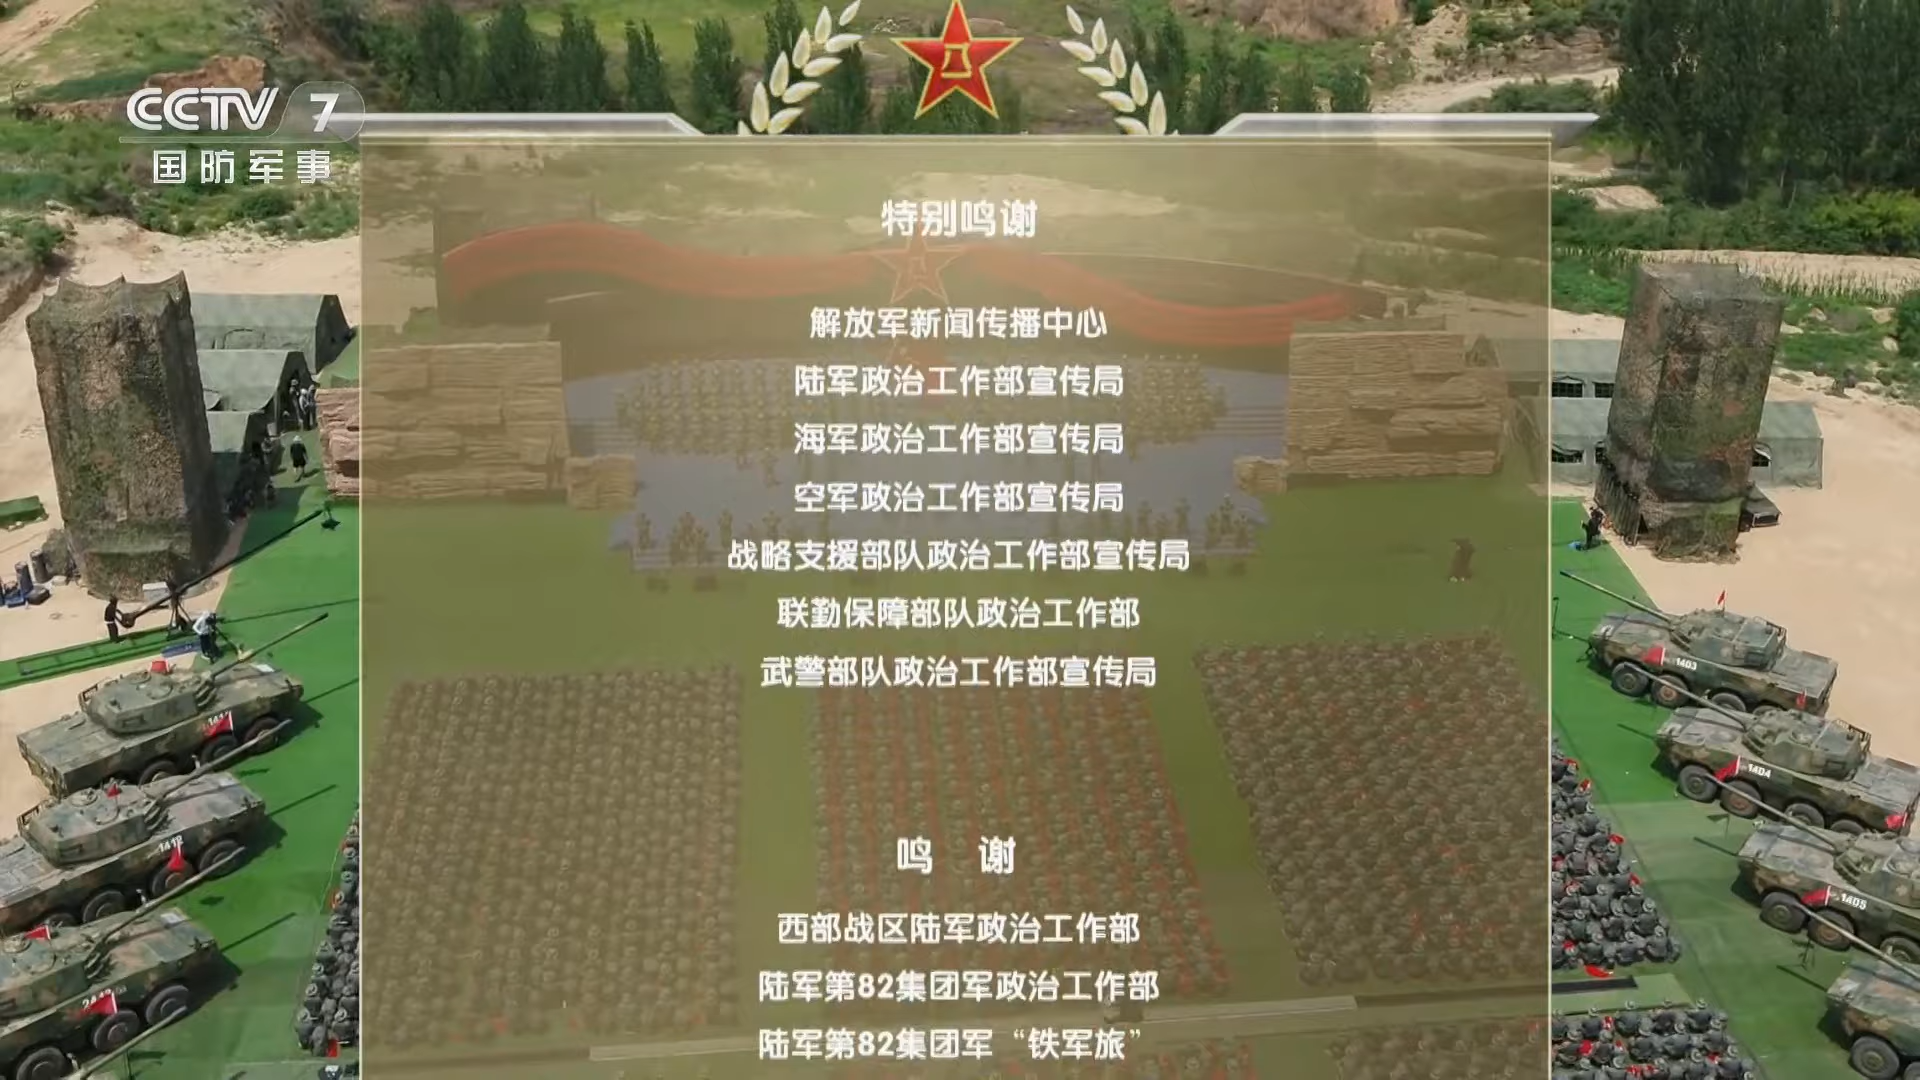 CCTV 7
国防军事
特别鸣谢
解放军新闻传播中心
陆军政治工作部宣传局
海军政治工作部宣传局
空军政治工作部宣传局
战略支援部队政治工作部宣传局
联勤保障部队政治工作部
武警部队政治工作部宣传局
鸣 谢
西部战区陆军政治工作部
陆军第82集团军政治工作部
陆军第82集团军“铁军旅”
1403
1404
1405
1412